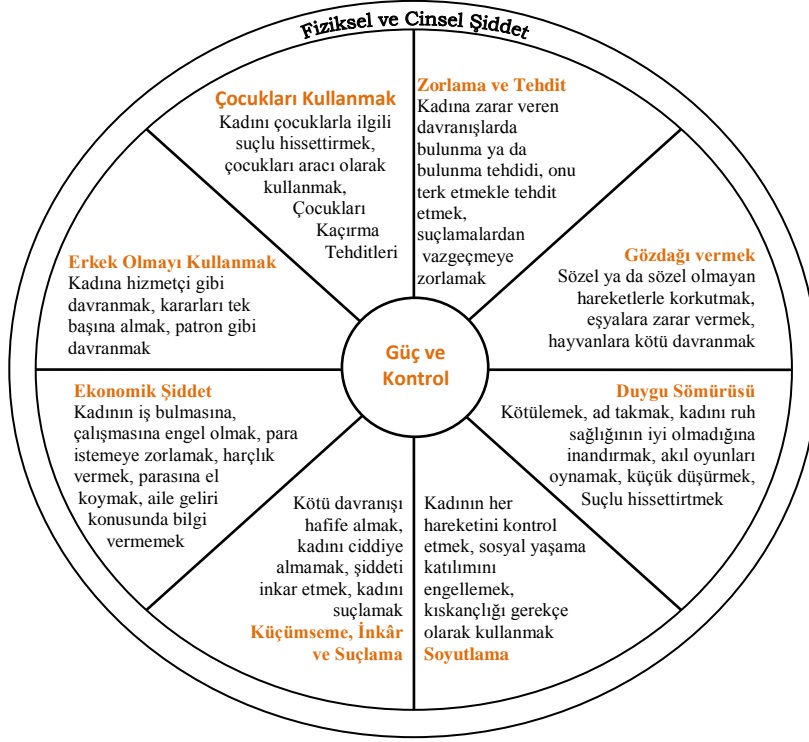 Fiziksel ve Cinsel Şiddet
Çocukları Kullanmak
Kadını çocuklarla ilgili
suçlu hissettirmek,
çocukları aracı olarak
kullanmak,
Çocukları
Kaçırma
Tehditleri
Zorlama ve Tehdit
Kadına zarar veren
davranışlarda
bulunma ya da
bulunma tehdidi, onu
terk etmekle tehdit
etmek,
suçlamalardan
vazgeçmeye
zorlamak
Erkek Olmayı Kullanmak
Kadına hizmetçi gibi
davranmak, kararları tek
başına almak, patron gibi
davranmak
Gözdağı vermek
Sözel ya da sözel olmayan
hareketlerle korkutmak,
eşyalara zarar vermek,
hayvanlara kötü davranmak
Güç ve
Kontrol
Ekonomik Şiddet
Kadının iş bulmasına,
çalışmasına engel olmak, para
istemeye zorlamak, harçlık
vermek, parasına el
koymak, aile geliri
konusunda bilgi
vermemek
Duygu Sömürüsü
Kötülemek, ad takmak, kadını ruh
sağlığının iyi olmadığına
inandırmak, akıl oyunları
oynamak, küçük düşürmek,
Suçlu hissettirtmek
Kötü davranışı
hafife almak,
kadını ciddiye
almamak, şiddeti
inkar etmek, kadını
suçlamak
Küçümseme, İnkâr
ve Suçlama
Kadının her
hareketini kontrol
etmek, sosyal yaşama
katılımını
engellemek,
kıskançlığı gerekçe
olarak kullanmak
Soyutlama